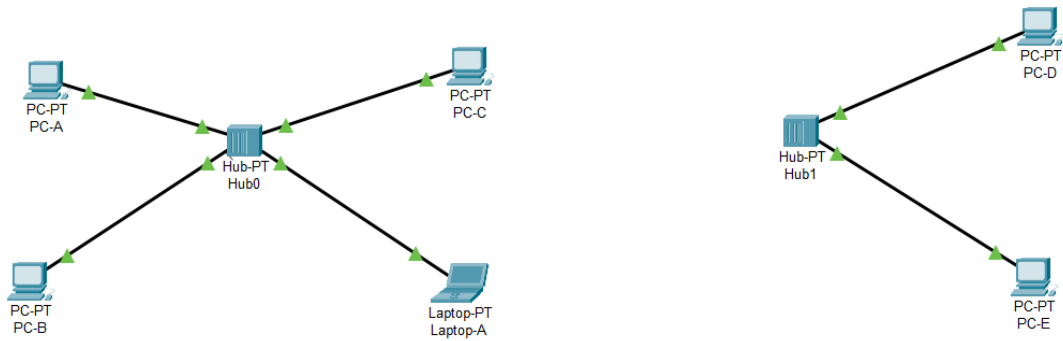 PC-PT
PC-A
PC-PT
PC-C
Hub-PT
Hub0
PC-PT
PC-B
Laptop-PT
Laptop-A
PC-PT
PC-D
Hub-PT
Hub1
PC-PT
PC-E